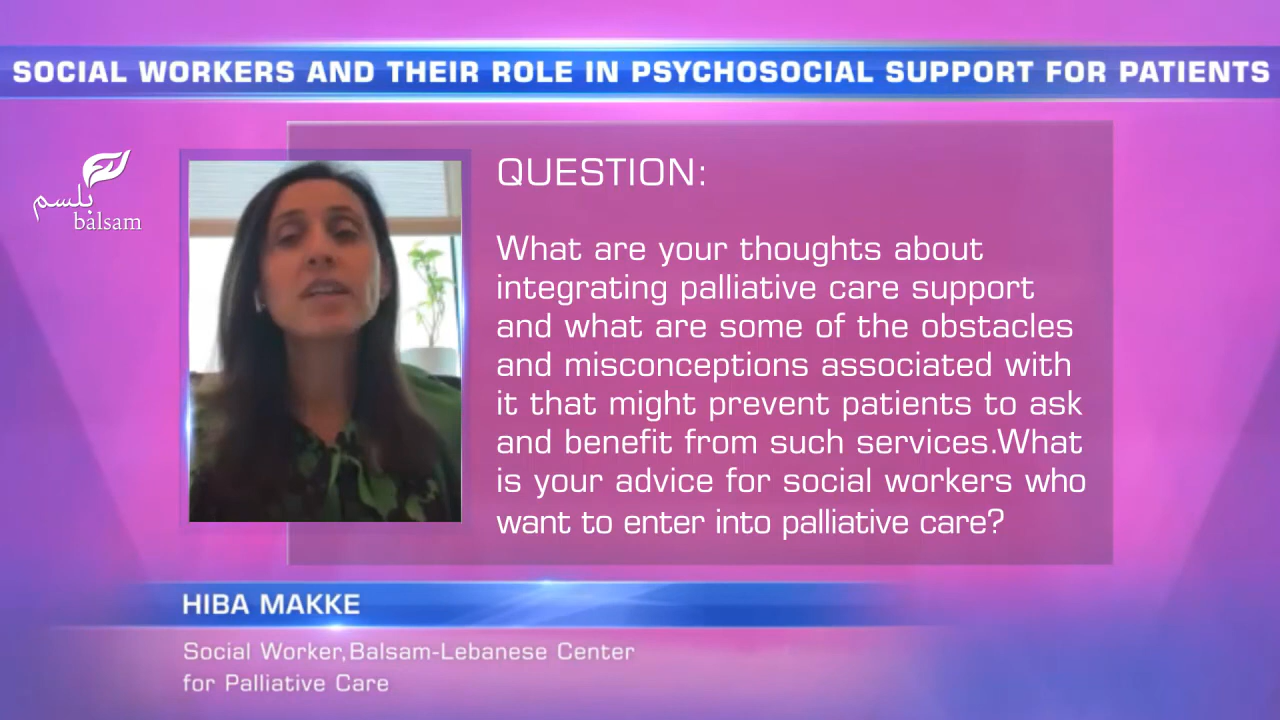 SOCIAL WORKERS AND THEIR ROLE IN PSYCHOSOCIAL SUPPORT FOR PATIENTS
بلسم
balsam
QUESTION:
What are your thoughts about
integrating palliative care support
and what are some of the obstacles
and misconceptions associated with
it that might prevent patients to ask
and benefit from such services.What
is your advice for social workers who
want to enter into palliative care?
HIBA MAKKE
Social Worker,Balsam-Lebanese Center
for Palliative Care